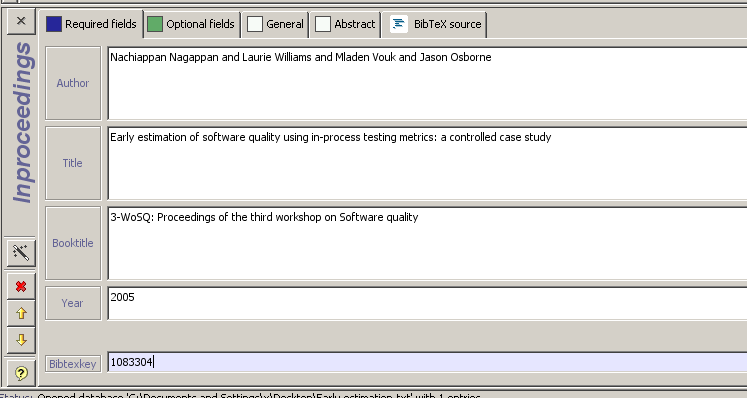 Required fields Optional fields General Abstract BibTeX source
Inproceedings
Author
Nachiappan Nagappan and Laurie Williams and Mladen Vouk and Jason Osborne
Title
Early estimation of software quality using in-process testing metrics: a controlled case study
Booktitle
3-WoSQ: Proceedings of the third workshop on Software quality
Year
2005
Bibtexkey
1083304
Status: Opened database 'C:\Documents and Settings\x\Desktop\Early estimation.txt' with 1 entries.